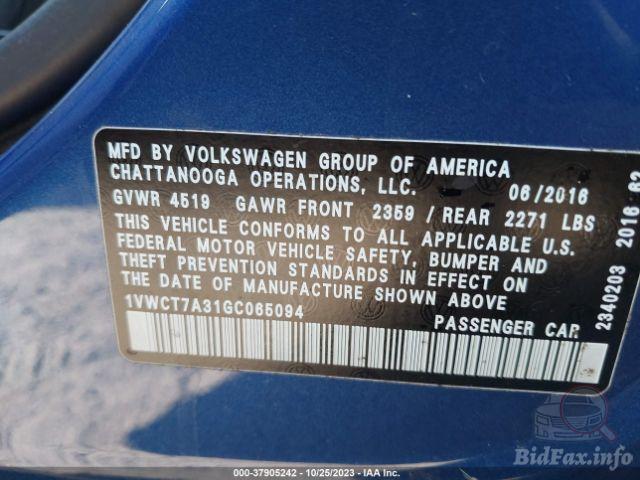 MFD BY VOLKSWAGEN GROUP OF AMERICA
CHATTANOOGA OPERATIONS, LLC. 06/2016
GVWR 4519 GAWR FRONT 2359 / REAR 2271 LBS
THIS VEHICLE CONFORMS TO ALL APPLICABLE U.S.
FEDERAL MOTOR VEHICLE SAFETY, BUMPER AND
THEFT PREVENTION STANDARDS IN EFFECT ON
THE DATE OF MANUFACTURE SHOWN ABOVE
1VWCT7A31GC065094
PASSENGER CAR
2340203 2016
BidFax.info
000-37905242 - 10/25/2023 - IAA Inc.